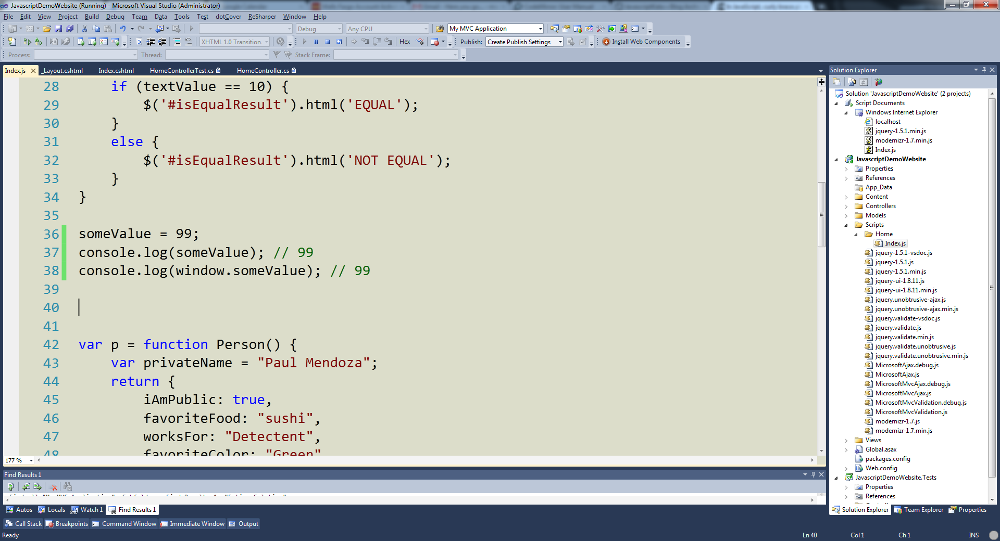 JavascriptDemoWebsite (Running) - Microsoft Visual Studio (Administrator)
File Edit View Project Build Debug Team Data Tools Test dotCover ReSharper Window Help
Debug Any CPU My MVC Application
XHTML 1.0 Transition Hex Publish: Create Publish Settings Install Web Components
Process: Thread: Stack Frame:
Index.js _Layout.cshtml Index.cshtml HomeControllerTest.cs HomeController.cs
28 if (textValue == 10) {
29 $('#isEqualResult').html('EQUAL');
30 }
31 else {
32 $('#isEqualResult').html('NOT EQUAL');
33 }
34 }
35
36 someValue = 99;
37 console.log(someValue); // 99
38 console.log(window.someValue); // 99
39
40
41
42 var p = function Person() {
43 var privateName = "Paul Mendoza";
44 return {
45 iAmPublic: true,
46 favoriteFood: "sushi",
47 worksFor: "Detectent",
48 favoriteColor: "Green"
177 %
Find Results 1
Autos Locals Watch 1 Find Results 1
Call Stack Breakpoints Command Window Immediate Window Output
Ready
Ln 40 Col 1 Ch 1 INS
Solution Explorer
Solution 'JavascriptDemoWebsite' (2 projects)
Script Documents
Windows Internet Explorer
localhost
jquery-1.5.1.min.js
modernizr-1.7.min.js
Index.js
JavascriptDemoWebsite
Properties
References
App_Data
Content
Controllers
Models
Scripts
Home
Index.js
jquery-1.5.1-vsdoc.js
jquery-1.5.1.js
jquery-1.5.1.min.js
jquery-ui-1.8.11.js
jquery-ui-1.8.11.min.js
jquery.unobtrusive-ajax.js
jquery.unobtrusive-ajax.min.js
jquery.validate-vsdoc.js
jquery.validate.js
jquery.validate.min.js
jquery.validate.unobtrusive.js
jquery.validate.unobtrusive.min.js
MicrosoftAjax.debug.js
MicrosoftAjax.js
MicrosoftMvcAjax.debug.js
MicrosoftMvcAjax.js
MicrosoftMvcValidation.debug.js
MicrosoftMvcValidation.js
modernizr-1.7.js
modernizr-1.7.min.js
Views
Global.asax
packages.config
Web.config
JavascriptDemoWebsite.Tests
Properties
References
Solution Explorer Team Explorer Properties